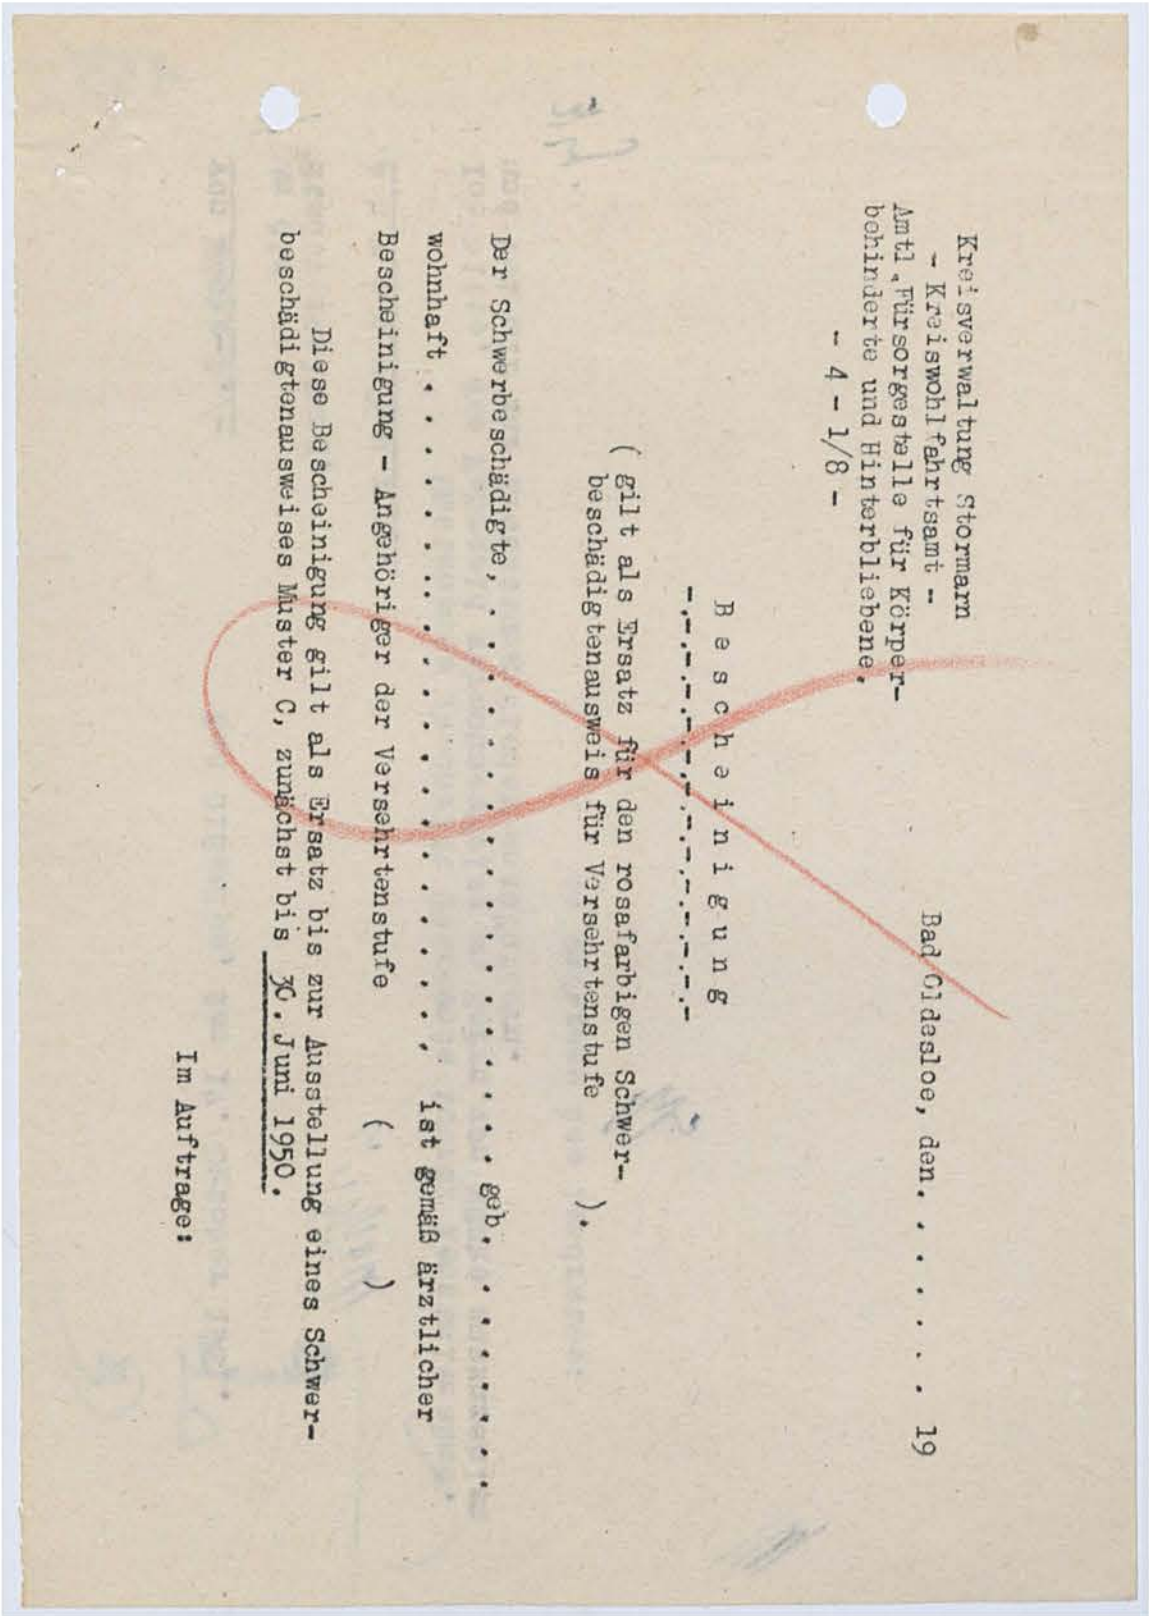 Kreisverwaltung Stormarn
- Kreiswohlfahrtsamt -
Amtl.Fürsorgestelle für Körper-
behinderte und Hinterbliebene.
- 4 - 1/8 -
Bad Oldesloe, den. . . . . . . . 19
B e s c h e i n i g u n g
-.-.-.-.-.-.-.-.-.-.-.-.-
( gilt als Ersatz für den rosafarbigen Schwer-
beschädigtenausweis für Versehrtenstufe ).
Der Schwerbeschädigte, . . . . . . . . . . . . . . . . . . geb. . . . . . . . . .
wohnhaft . . . . . . . . . . . . . . . . . . . . . , ist gemäß ärztlicher
Bescheinigung - Angehöriger der Versehrtenstufe ( )
Diese Bescheinigung gilt als Ersatz bis zur Ausstellung eines Schwer-
beschädigtenausweises Muster C, zunächst bis 30. Juni 1950.
Im Auftrage: